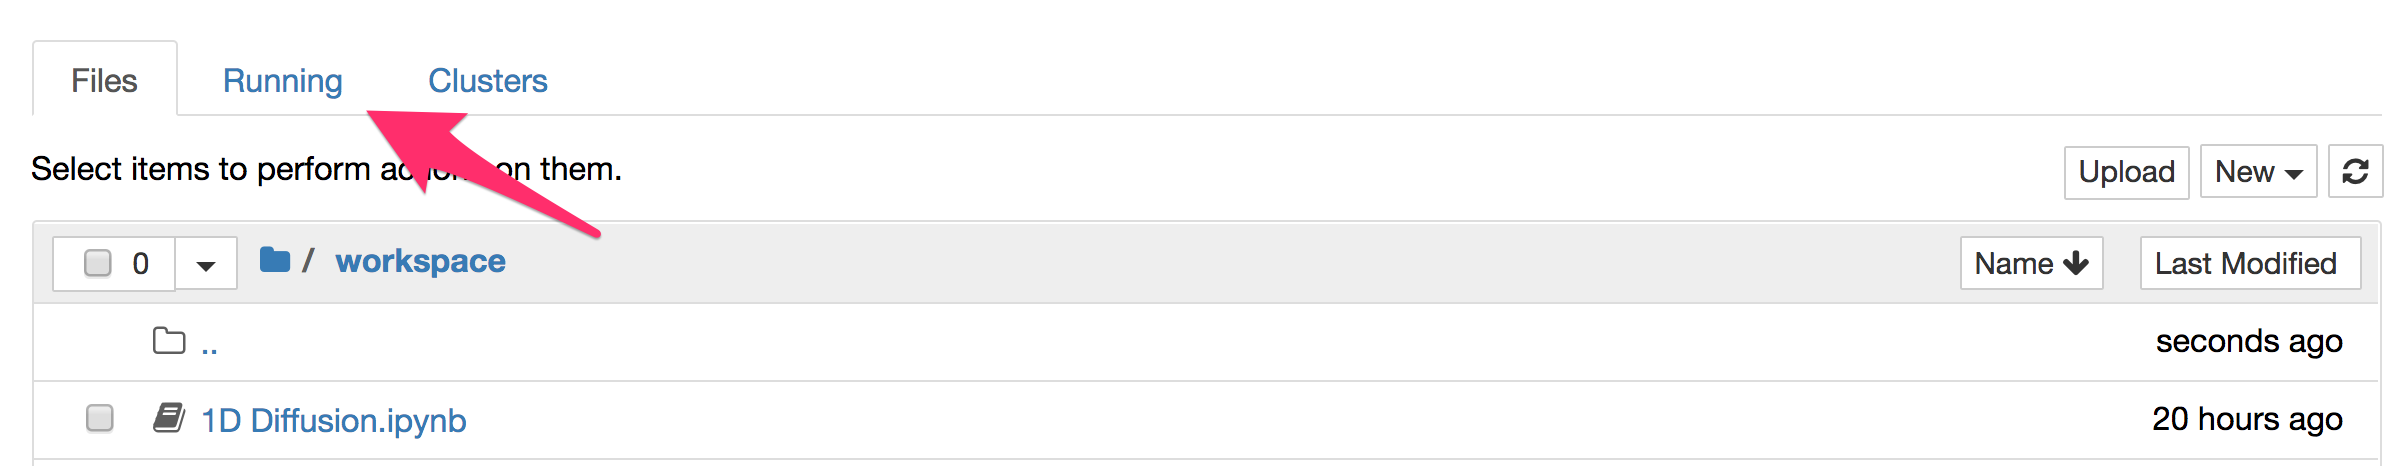 Files Running Clusters
Select items to perform on them.
Upload New
0 / workspace Name Last Modified
.. seconds ago
1D Diffusion.ipynb 20 hours ago